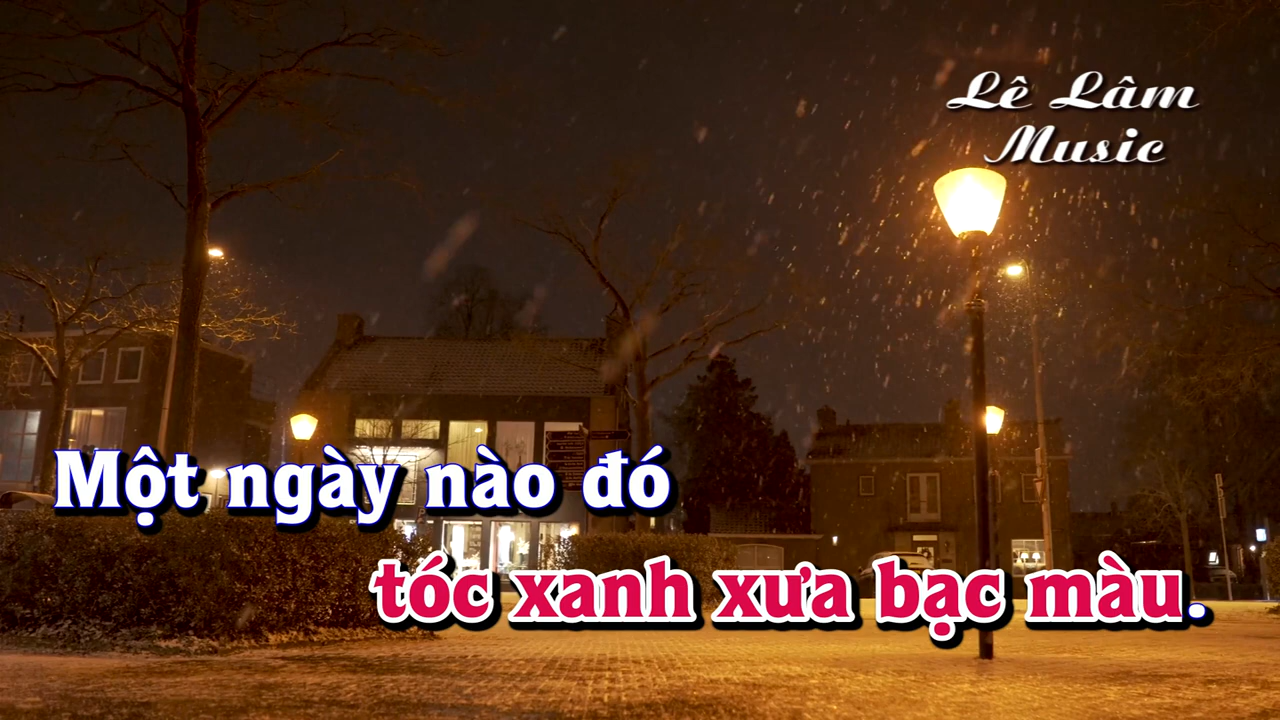 Lê Lâm
Music
Một ngày nào đó
tóc xanh xưa bạc màu.